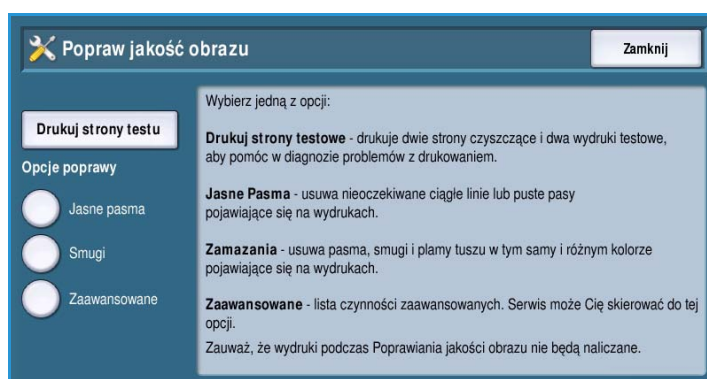 Popraw jakość obrazu
Zamknij
Drukuj strony testu
Opcje poprawy
Jasne pasma
Smugi
Zaawansowane
Wybierz jedną z opcji:
Drukuj strony testowe - drukuje dwie strony czyszczące i dwa wydruki testowe,
aby pomóc w diagnozie problemów z drukowaniem.
Jasne Pasma - usuwa nieoczekiwane ciągłe linie lub puste pasy
pojawiające się na wydrukach.
Zamazania - usuwa pasma, smugi i plamy tuszu w tym samy i różnym kolorze
pojawiające się na wydrukach.
Zaawansowane - lista czynności zaawansowanych. Serwis może Cię skierować do tej
opcji.
Zauważ, że wydruki podczas Poprawiania jakości obrazu nie będą naliczane.